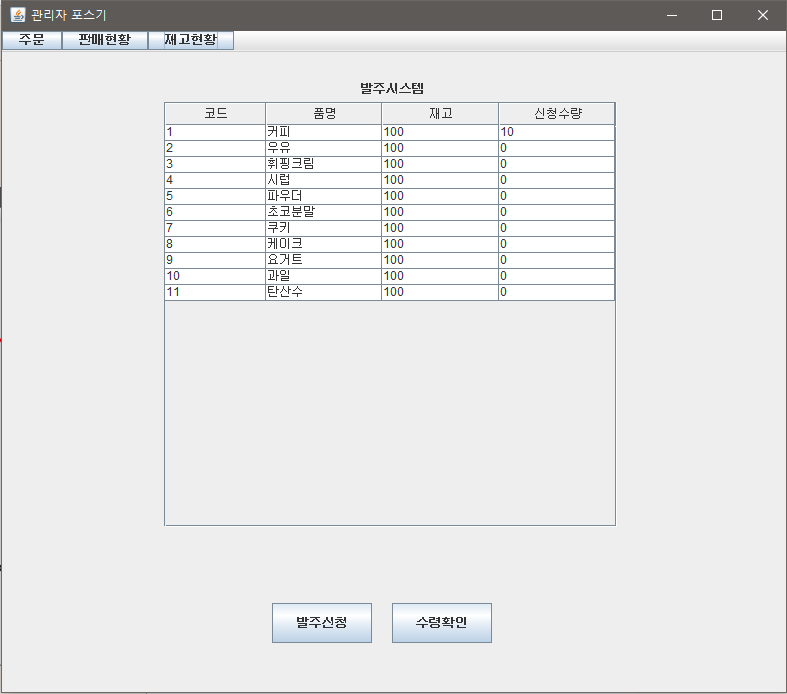 관리자 포스기
주문 판매현황 재고현황
발주시스템
코드 품명 재고 신청수량
1 커피 100 10
2 우유 100 0
3 휘핑크림 100 0
4 시럽 100 0
5 파우더 100 0
6 초코분말 100 0
7 쿠키 100 0
8 케이크 100 0
9 요거트 100 0
10 과일 100 0
11 탄산수 100 0
발주신청 수령확인